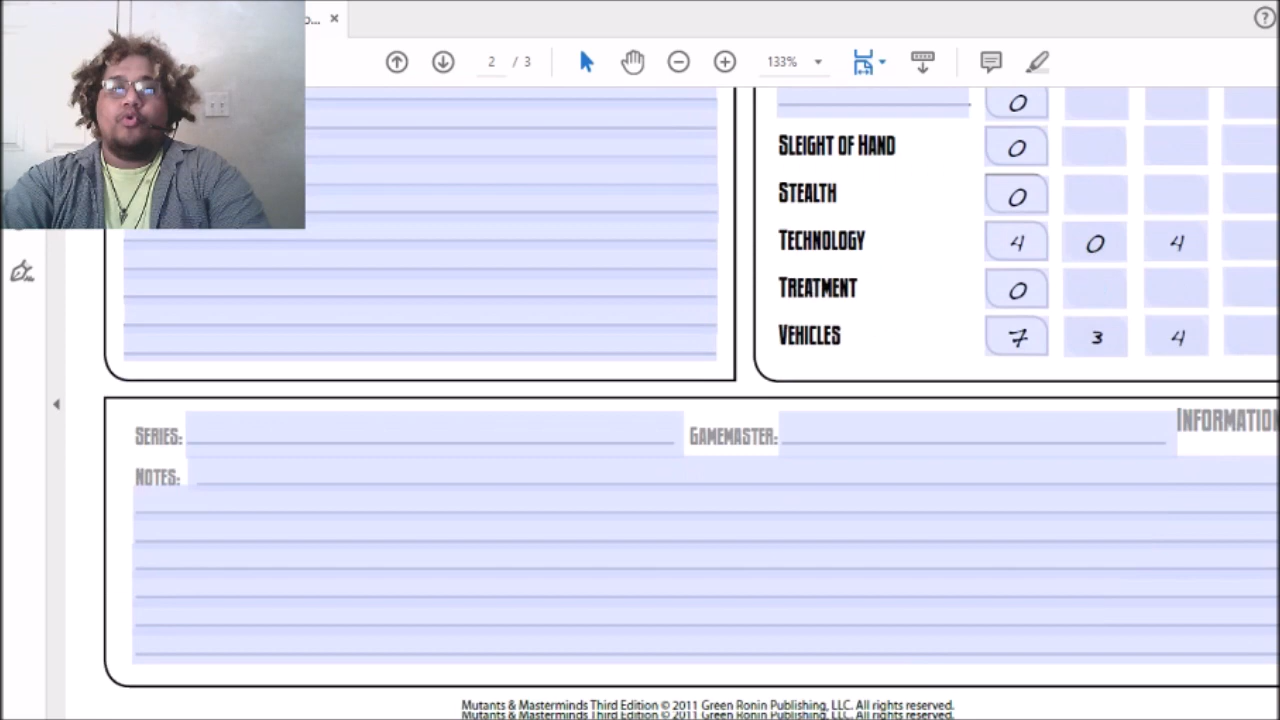 o... ×
2 / 3 133%
0
SLEIGHT OF HAND 0
STEALTH 0
TECHNOLOGY 4 0 4
TREATMENT 0
VEHICLES 7 3 4
SERIES: GAMEMASTER: INFORMATIO
NOTES:
Mutants & Masterminds Third Edition © 2011 Green Ronin Publishing, LLC. All rights reserved.
Mutants & Masterminds Third Edition © 2011 Green Ronin Publishing, LLC. All rights reserved.